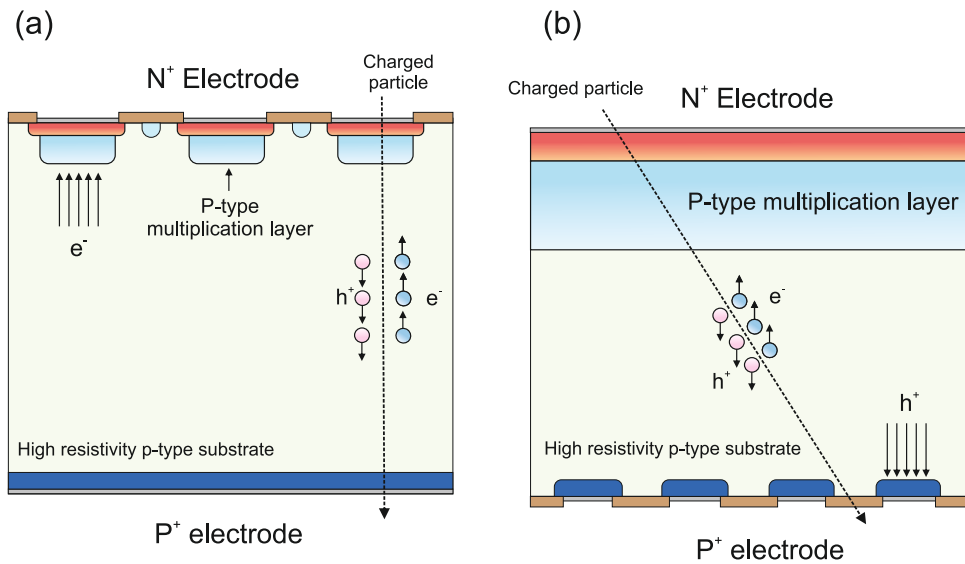 (a)
Charged
particle
N⁺ Electrode
P-type
multiplication layer
e⁻
h⁺
e⁻
High resistivity p-type substrate
P⁺ electrode
(b)
Charged particle
N⁺ Electrode
P-type multiplication layer
e⁻
h⁺
h⁺
High resistivity p-type substrate
P⁺ electrode